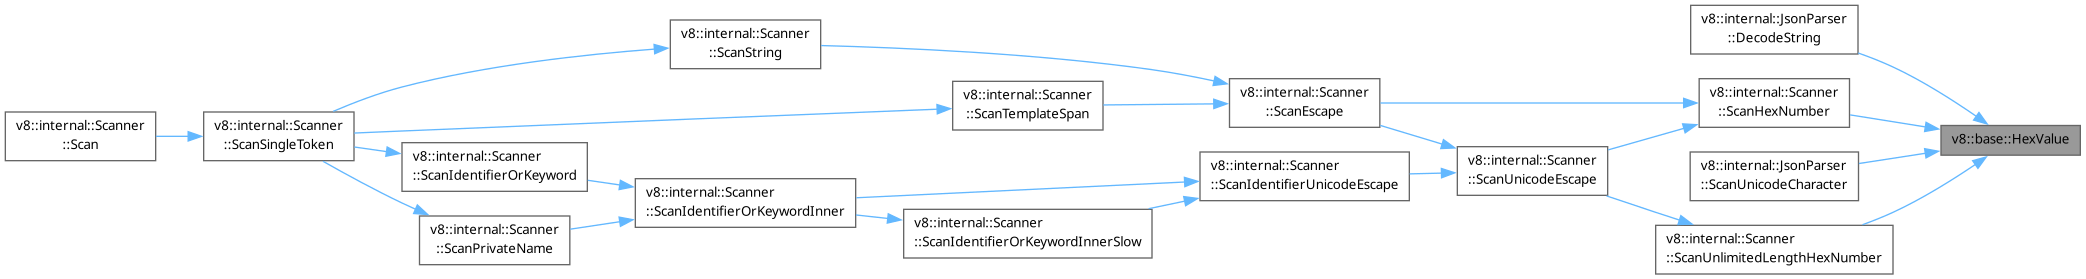 v8::internal::Scanner
::Scan
v8::internal::Scanner
::ScanSingleToken
v8::internal::Scanner
::ScanString
v8::internal::Scanner
::ScanTemplateSpan
v8::internal::Scanner
::ScanIdentifierOrKeyword
v8::internal::Scanner
::ScanPrivateName
v8::internal::Scanner
::ScanIdentifierOrKeywordInner
v8::internal::Scanner
::ScanIdentifierOrKeywordInnerSlow
v8::internal::Scanner
::ScanEscape
v8::internal::Scanner
::ScanIdentifierUnicodeEscape
v8::internal::Scanner
::ScanUnicodeEscape
v8::internal::JsonParser
::DecodeString
v8::internal::Scanner
::ScanHexNumber
v8::internal::JsonParser
::ScanUnicodeCharacter
v8::internal::Scanner
::ScanUnlimitedLengthHexNumber
v8::base::HexValue